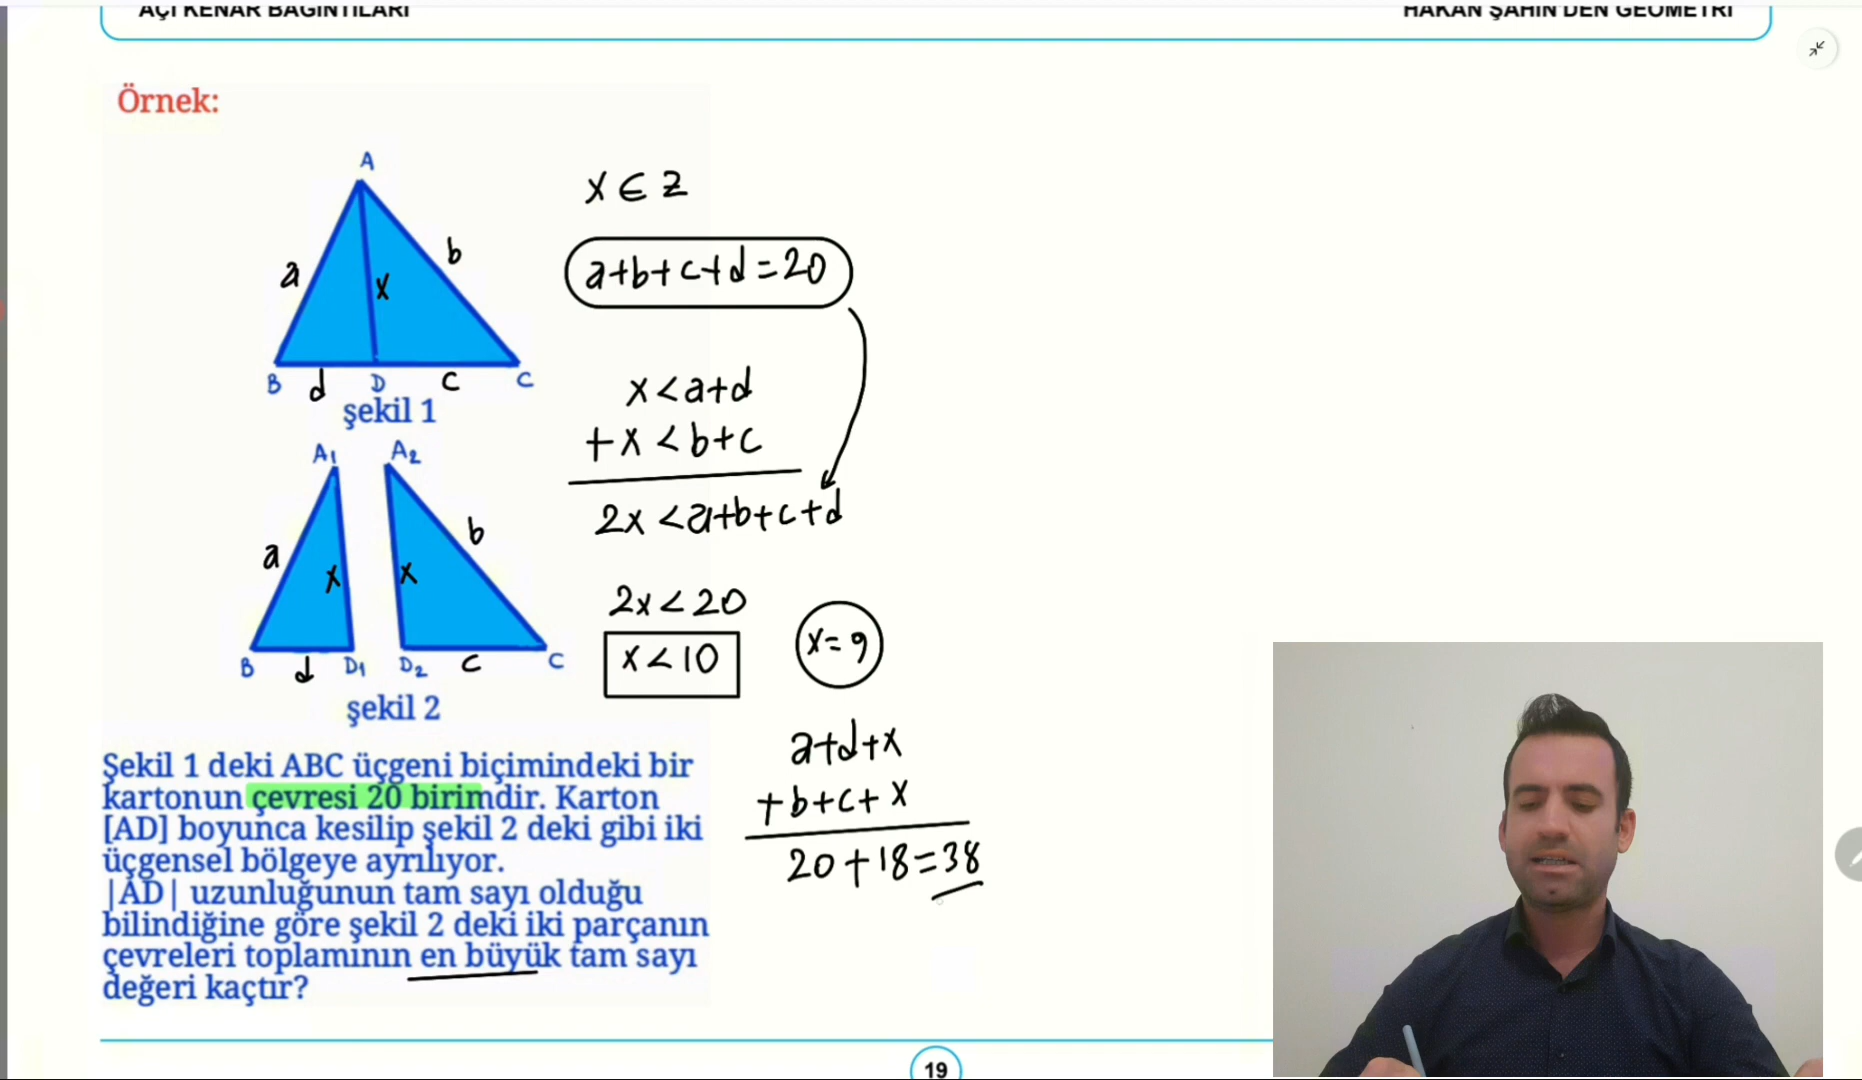 AÇI KENAR BAĞINTILARI
HAKAN ŞAHİN'DEN GEOMETRİ
Örnek:
A
a
b
x
B
d
D
c
C
şekil 1
A1
A2
a
b
x
x
B
d
D1
D2
c
C
şekil 2
x ∈ Z
a+b+c+d=20
x<a+d
+x<b+c
2x<a+b+c+d
2x<20
x<10
x=9
a+d+x
+b+c+x
20+18=38
Şekil 1 deki ABC üçgeni biçimindeki bir
kartonun çevresi 20 birimdir. Karton
[AD] boyunca kesilip şekil 2 deki gibi iki
üçgensel bölgeye ayrılıyor.
|AD| uzunluğunun tam sayı olduğu
bilindiğine göre şekil 2 deki iki parçanın
çevreleri toplamının en büyük tam sayı
değeri kaçtır?
19